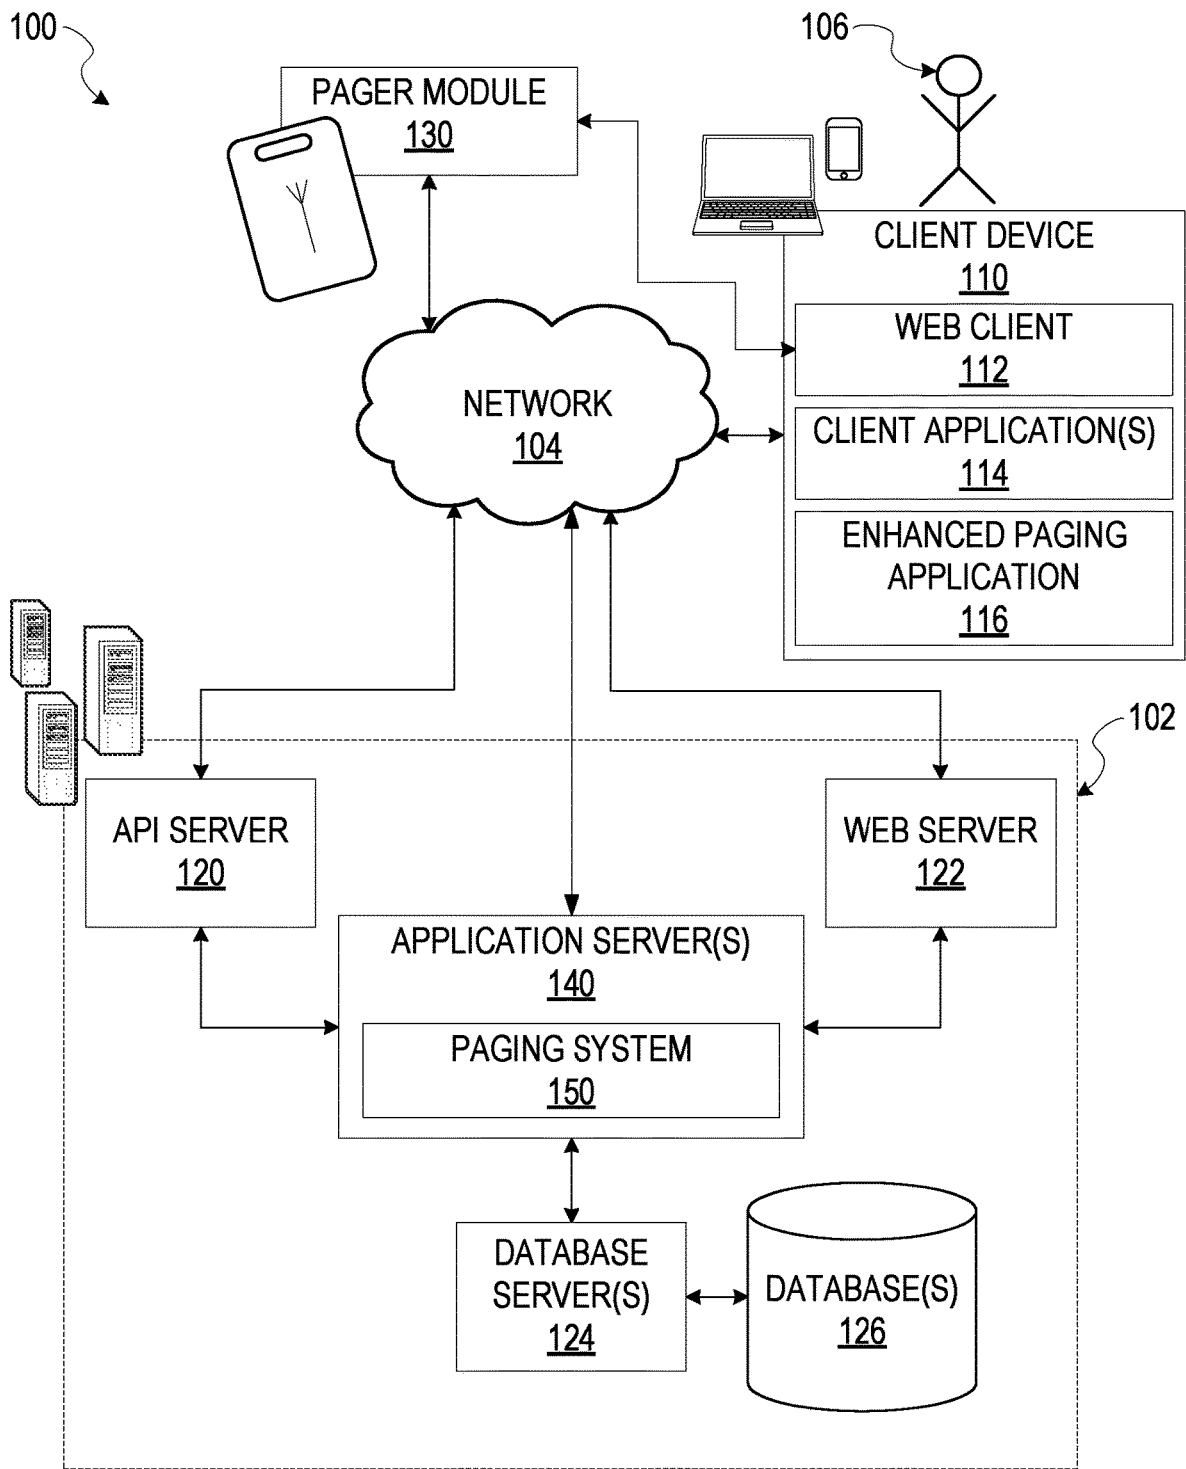 100
106
PAGER MODULE
130
CLIENT DEVICE
110
WEB CLIENT
112
NETWORK
104
CLIENT APPLICATION(S)
114
ENHANCED PAGING
APPLICATION
116
102
API SERVER
120
WEB SERVER
122
APPLICATION SERVER(S)
140
PAGING SYSTEM
150
DATABASE
SERVER(S)
124
DATABASE(S)
126